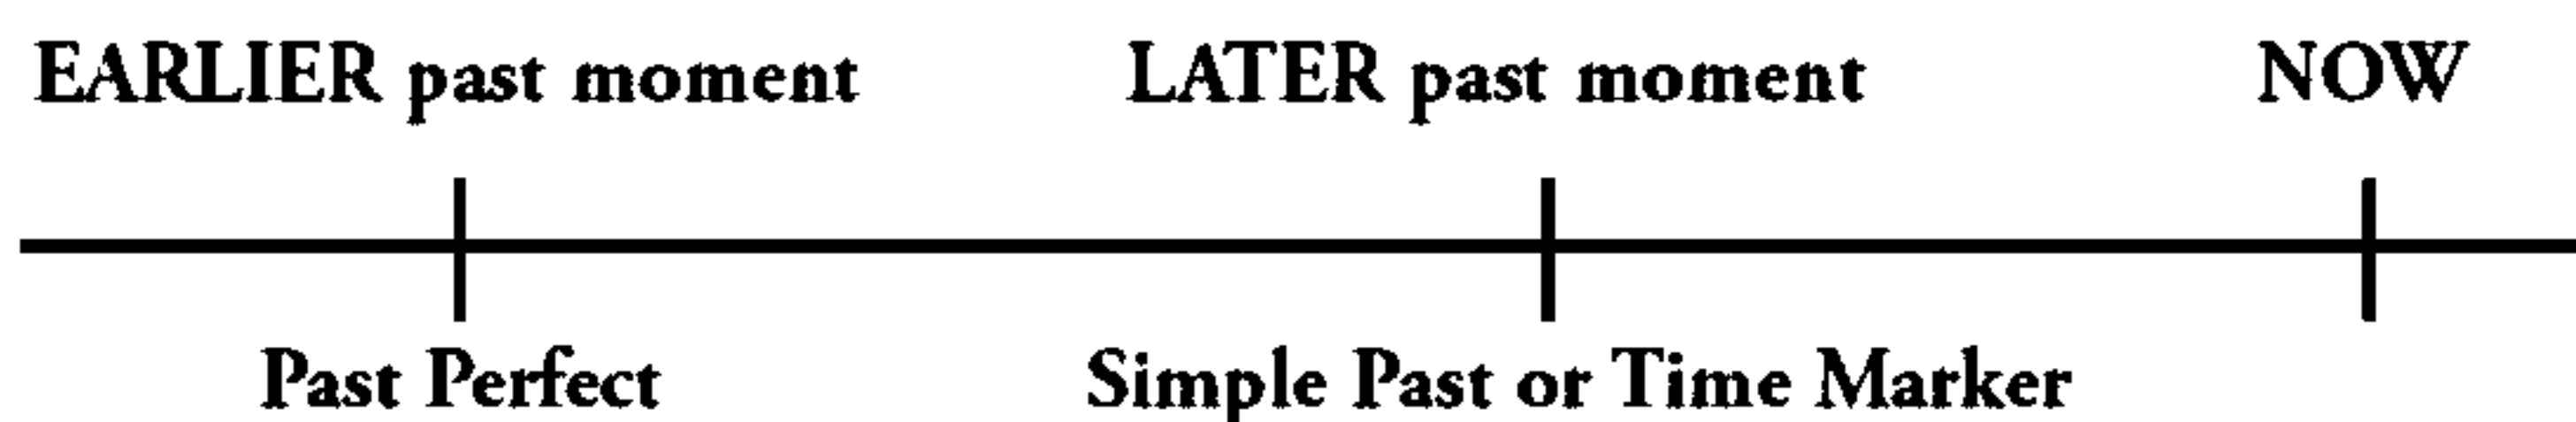 EARLIER past moment LATER past moment NOW
Past Perfect Simple Past or Time Marker